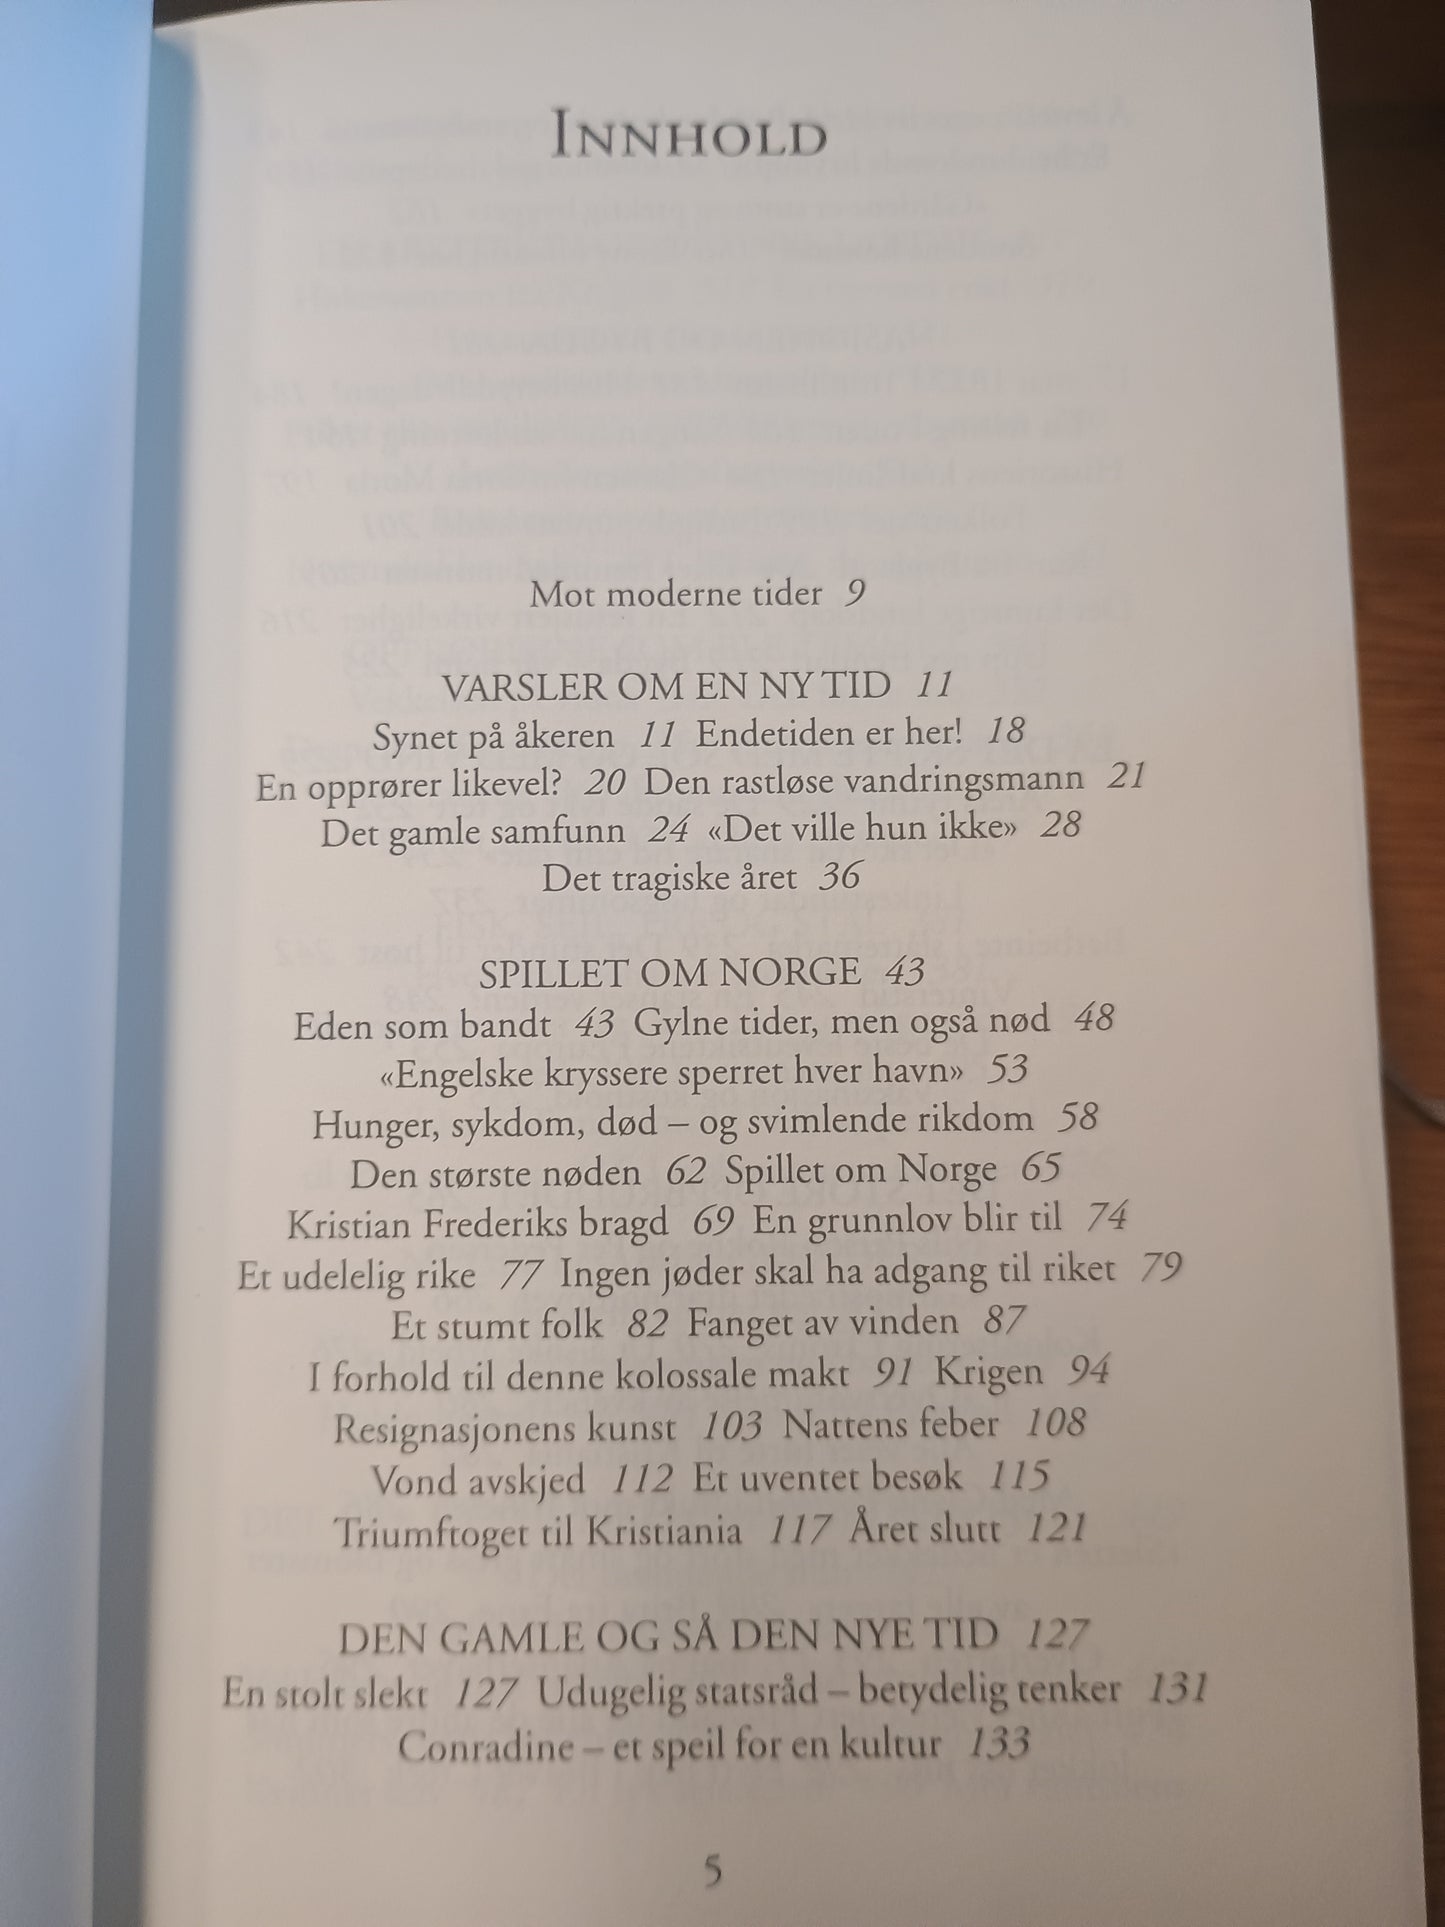 INNHOLD
Mot moderne tider 9
VARSLER OM EN NY TID 11
Synet på åkeren 11 Endetiden er her! 18
En opprører likevel? 20 Den rastløse vandringsmann 21
Det gamle samfunn 24 «Det ville hun ikke» 28
Det tragiske året 36
SPILLET OM NORGE 43
Eden som bandt 43 Gylne tider, men også nød 48
«Engelske kryssere sperret hver havn» 53
Hunger, sykdom, død – og svimlende rikdom 58
Den største nøden 62 Spillet om Norge 65
Kristian Frederiks bragd 69 En grunnlov blir til 74
Et udelelig rike 77 Ingen jøder skal ha adgang til riket 79
Et stumt folk 82 Fanget av vinden 87
I forhold til denne kolossale makt 91 Krigen 94
Resignasjonens kunst 103 Nattens feber 108
Vond avskjed 112 Et uventet besøk 115
Triumftoget til Kristiania 117 Året slutt 121
DEN GAMLE OG SÅ DEN NYE TID 127
En stolt slekt 127 Udugelig statsråd – betydelig tenker 131
Conradine – et speil for en kultur 133
5